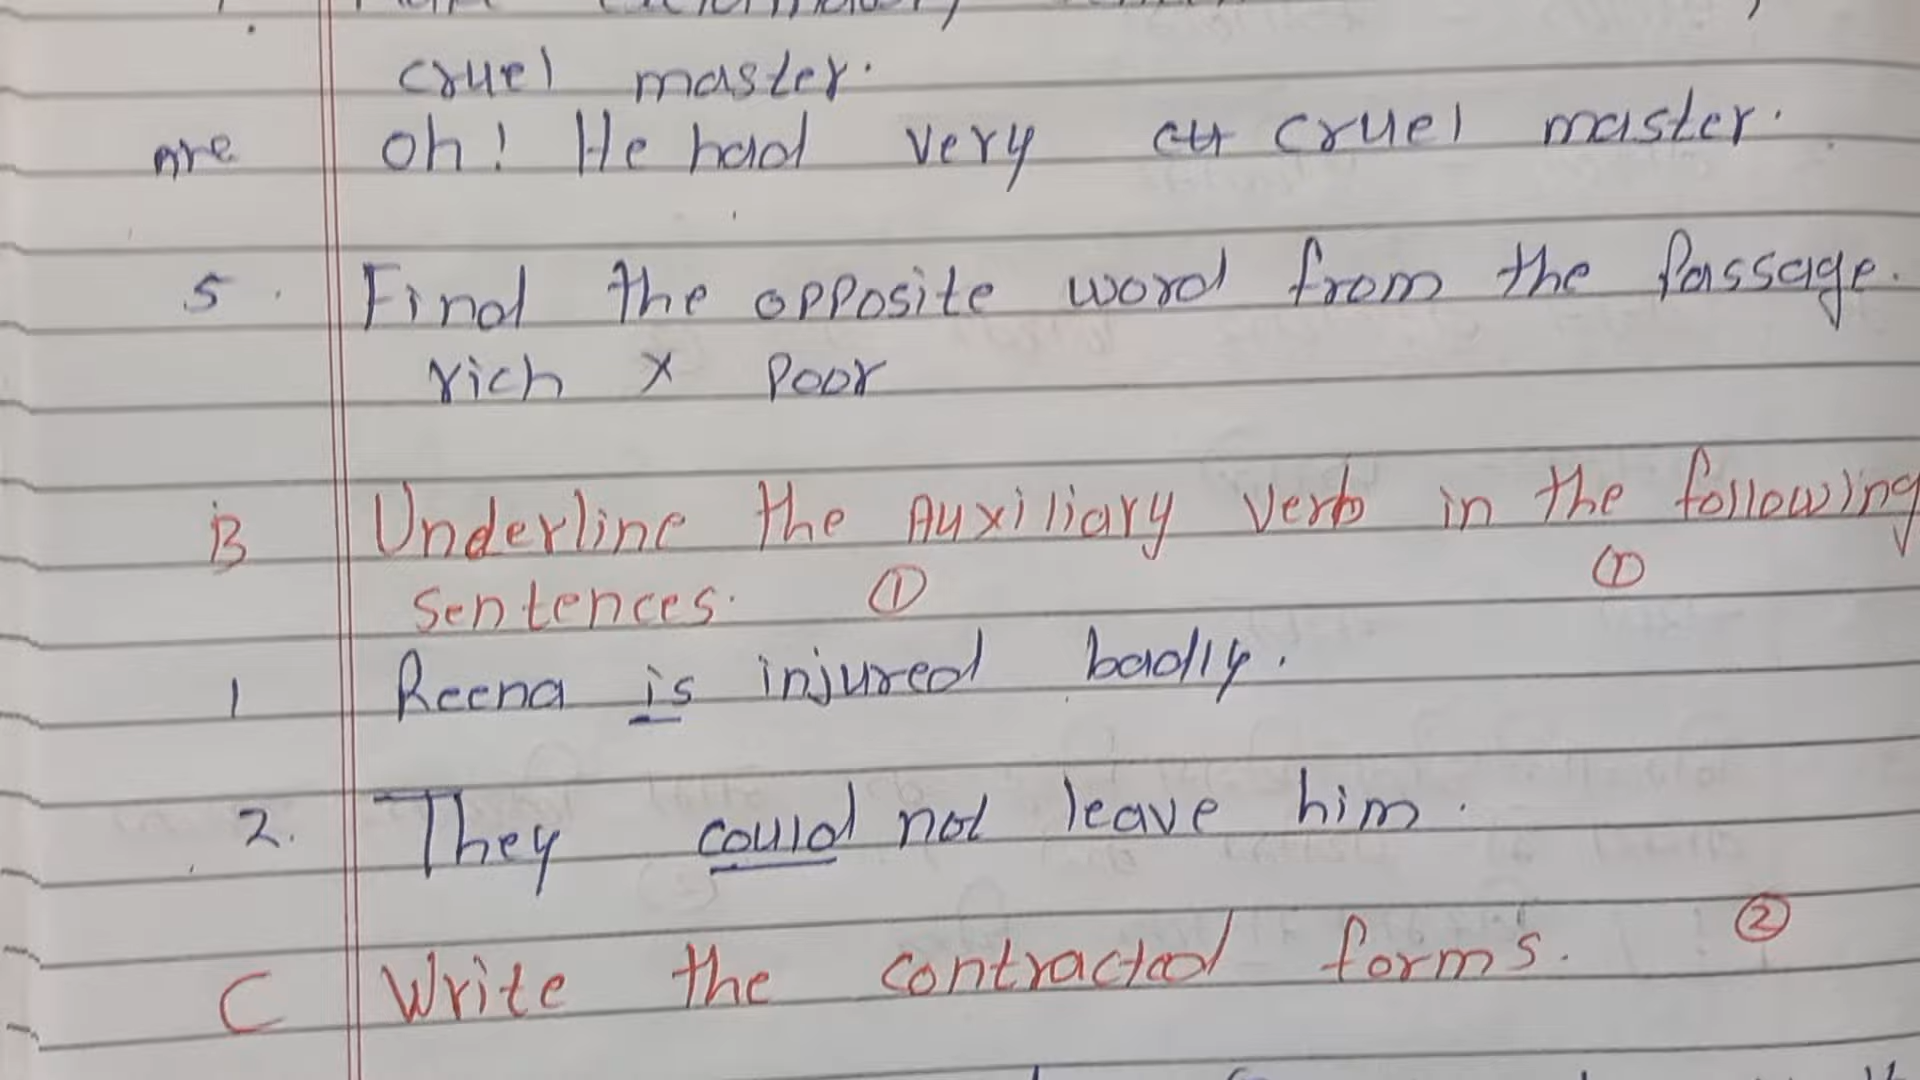 cruel master.
are oh! He had very cruel master.
5. Find the opposite word from the Passage.
rich x Poor
B Underline the Auxiliary verb in the following
sentences. ① ①
1 Reena is injured badly.
2. They could not leave him.
C Write the contracted forms. ②